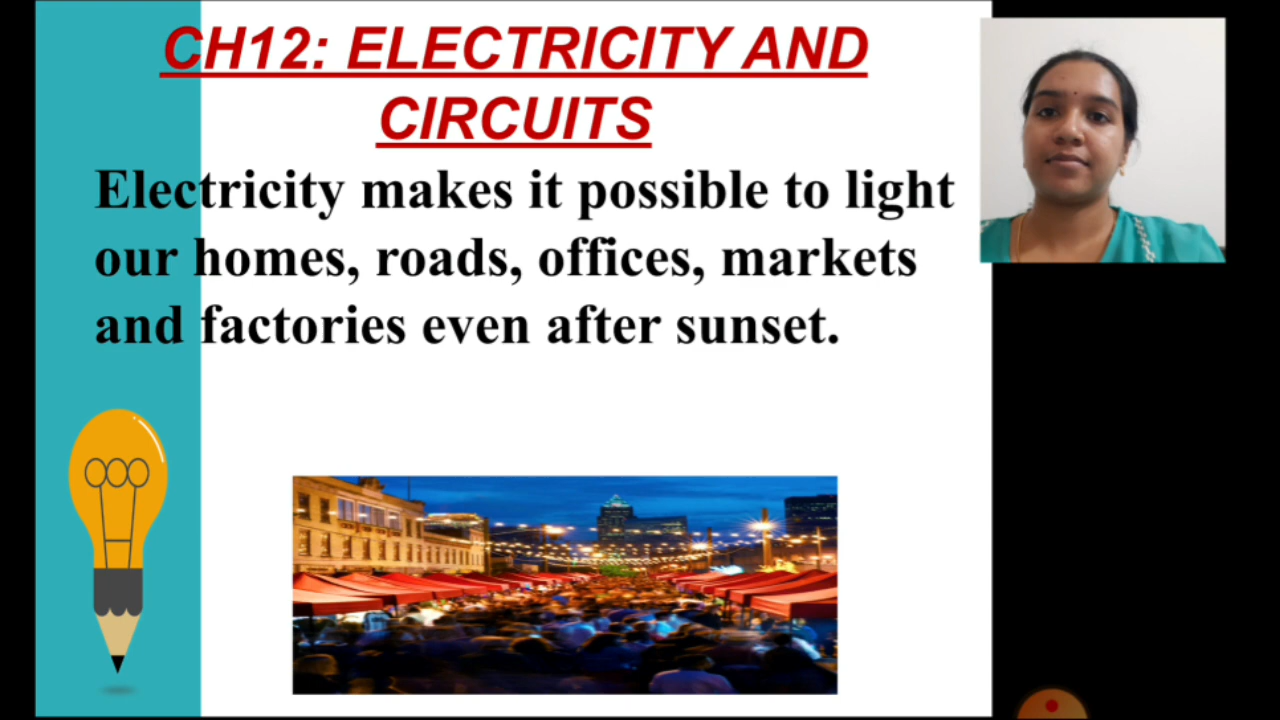 CH12: ELECTRICITY AND
CIRCUITS
Electricity makes it possible to light
our homes, roads, offices, markets
and factories even after sunset.